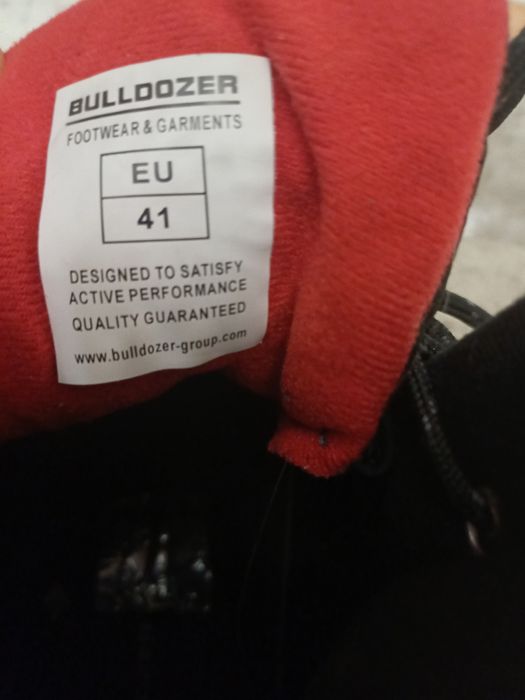 BULLDOZER
FOOTWEAR & GARMENTS
EU
41
DESIGNED TO SATISFY
ACTIVE PERFORMANCE
QUALITY GUARANTEED
www.bulldozer-group.com